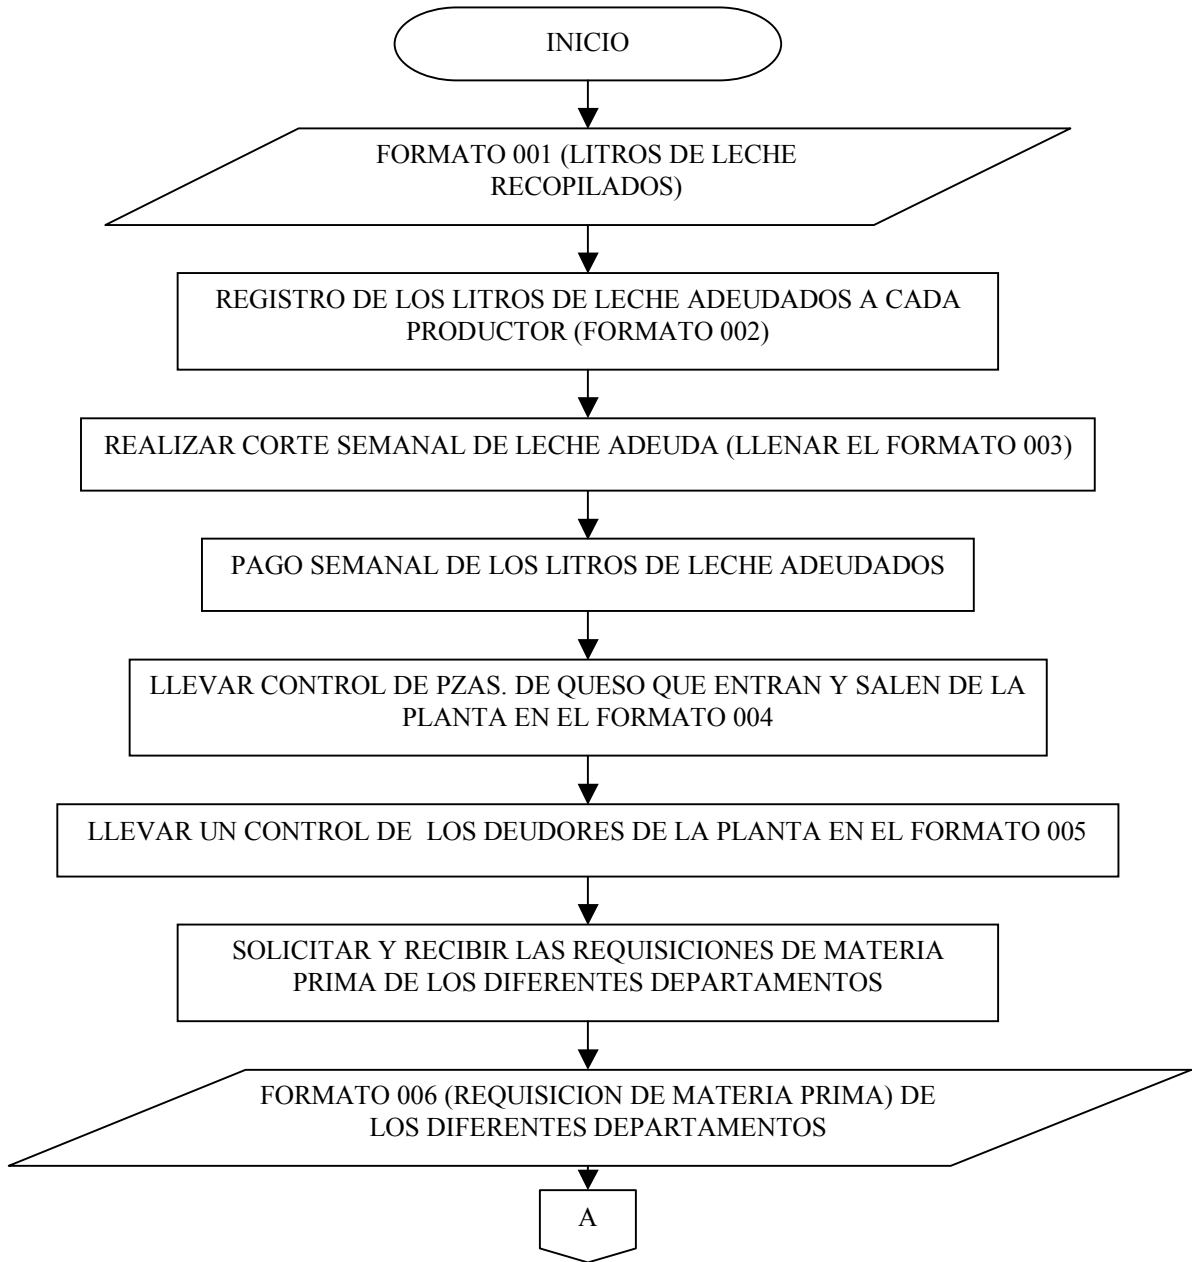 INICIO
FORMATO 001 (LITROS DE LECHE
RECOPILADOS)
REGISTRO DE LOS LITROS DE LECHE ADEUDADOS A CADA
PRODUCTOR (FORMATO 002)
REALIZAR CORTE SEMANAL DE LECHE ADEUDA (LLENAR EL FORMATO 003)
PAGO SEMANAL DE LOS LITROS DE LECHE ADEUDADOS
LLEVAR CONTROL DE PZAS. DE QUESO QUE ENTRAN Y SALEN DE LA
PLANTA EN EL FORMATO 004
LLEVAR UN CONTROL DE  LOS DEUDORES DE LA PLANTA EN EL FORMATO 005
SOLICITAR Y RECIBIR LAS REQUISICIONES DE MATERIA
PRIMA DE LOS DIFERENTES DEPARTAMENTOS
FORMATO 006 (REQUISICION DE MATERIA PRIMA) DE
LOS DIFERENTES DEPARTAMENTOS
A